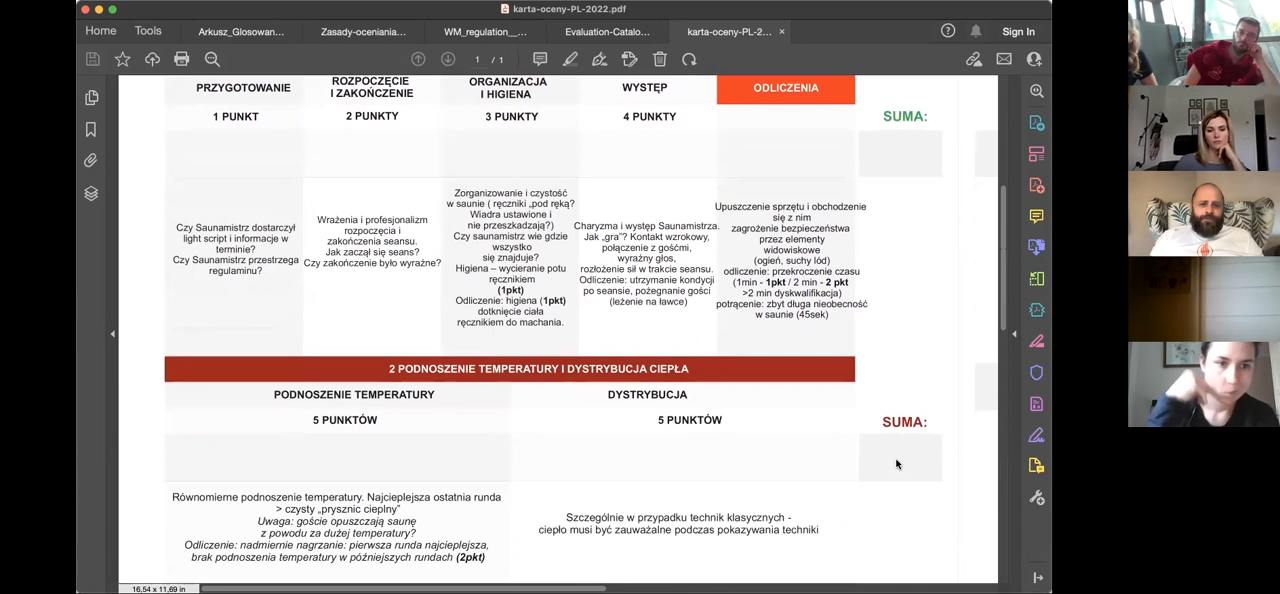 karta-oceny-PL-2022.pdf
Home
Tools
Arkusz_Glosowan...
Zasady-oceniania...
WM_regulation__...
Evaluation-Catalo...
karta-oceny-PL-2...
Sign In
1 / 1
PRZYGOTOWANIE
1 PUNKT
Czy Saunamistrz dostarczył
light script i informacje w
terminie?
Czy Saunamistrz przestrzega
regulaminu?
ROZPOCZĘCIE
I ZAKOŃCZENIE
2 PUNKTY
Wrażenia i profesjonalizm
rozpoczęcia i
zakończenia seansu.
Jak zaczął się seans?
Czy zakończenie było wyraźne?
ORGANIZACJA
I HIGIENA
3 PUNKTY
Zorganizowanie i czystość
w saunie ( ręczniki „pod ręką?
Wiadra ustawione i
nie przeszkadzają?)
Czy saunamistrz wie gdzie
wszystko
się znajduje?
Higiena – wycieranie potu
ręcznikiem
(1pkt)
Odliczenie: higiena (1pkt)
dotknięcie ciała
ręcznikiem do machania.
WYSTĘP
4 PUNKTY
Charyzma i występ Saunamistrza.
Jak „gra”? Kontakt wzrokowy,
połączenie z gośćmi,
wyraźny głos,
rozłożenie sił w trakcie seansu.
Odliczenie: utrzymanie kondycji
po seansie, pożegnanie gości
(leżenie na ławce)
ODLICZENIA
Upuszczenie sprzętu i obchodzenie
się z nim
zagrożenie bezpieczeństwa
przez elementy
widowiskowe
(ogień, suchy lód)
odliczenie: przekroczenie czasu
(1min - 1pkt / 2 min - 2 pkt
>2 min dyskwalifikacja)
potrącenie: zbyt długa nieobecność
w saunie (45sek)
SUMA:
2 PODNOSZENIE TEMPERATURY I DYSTRYBUCJA CIEPŁA
PODNOSZENIE TEMPERATURY
5 PUNKTÓW
Równomierne podnoszenie temperatury. Najcieplejsza ostatnia runda
> czysty „prysznic cieplny”
Uwaga: goście opuszczają saunę
z powodu za dużej temperatury?
Odliczenie: nadmiernie nagrzanie: pierwsza runda najcieplejsza,
brak podnoszenia temperatury w późniejszych rundach (2pkt)
DYSTRYBUCJA
5 PUNKTÓW
Szczególnie w przypadku technik klasycznych -
ciepło musi być zauważalne podczas pokazywania techniki
SUMA:
16,54 x 11,69 in